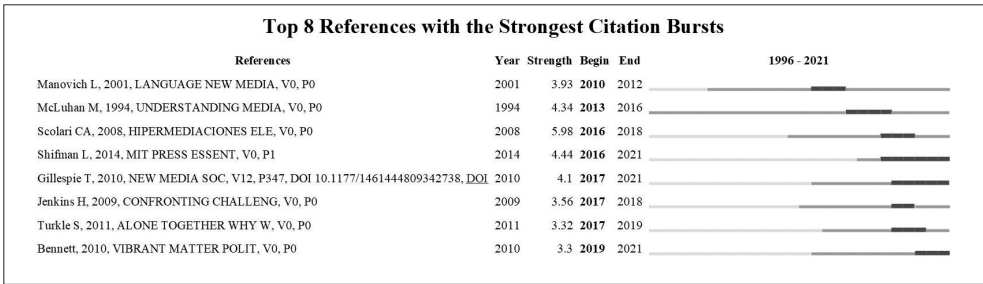 Top 8 References with the Strongest Citation Bursts
References Year Strength Begin End 1996 - 2021
Manovich L, 2001, LANGUAGE NEW MEDIA, V0, P0 2001 3.93 2010 2012
McLuhan M, 1994, UNDERSTANDING MEDIA, V0, P0 1994 4.34 2013 2016
Scolari CA, 2008, HIPERMEDIACIONES ELE, V0, P0 2008 5.98 2016 2018
Shifman L, 2014, MIT PRESS ESSENT, V0, P1 2014 4.44 2016 2021
Gillespie T, 2010, NEW MEDIA SOC, V12, P347, DOI 10.1177/1461444809342738, DOI 2010 4.1 2017 2021
Jenkins H, 2009, CONFRONTING CHALLENG, V0, P0 2009 3.56 2017 2018
Turkle S, 2011, ALONE TOGETHER WHY W, V0, P0 2011 3.32 2017 2019
Bennett, 2010, VIBRANT MATTER POLIT, V0, P0 2010 3.3 2019 2021